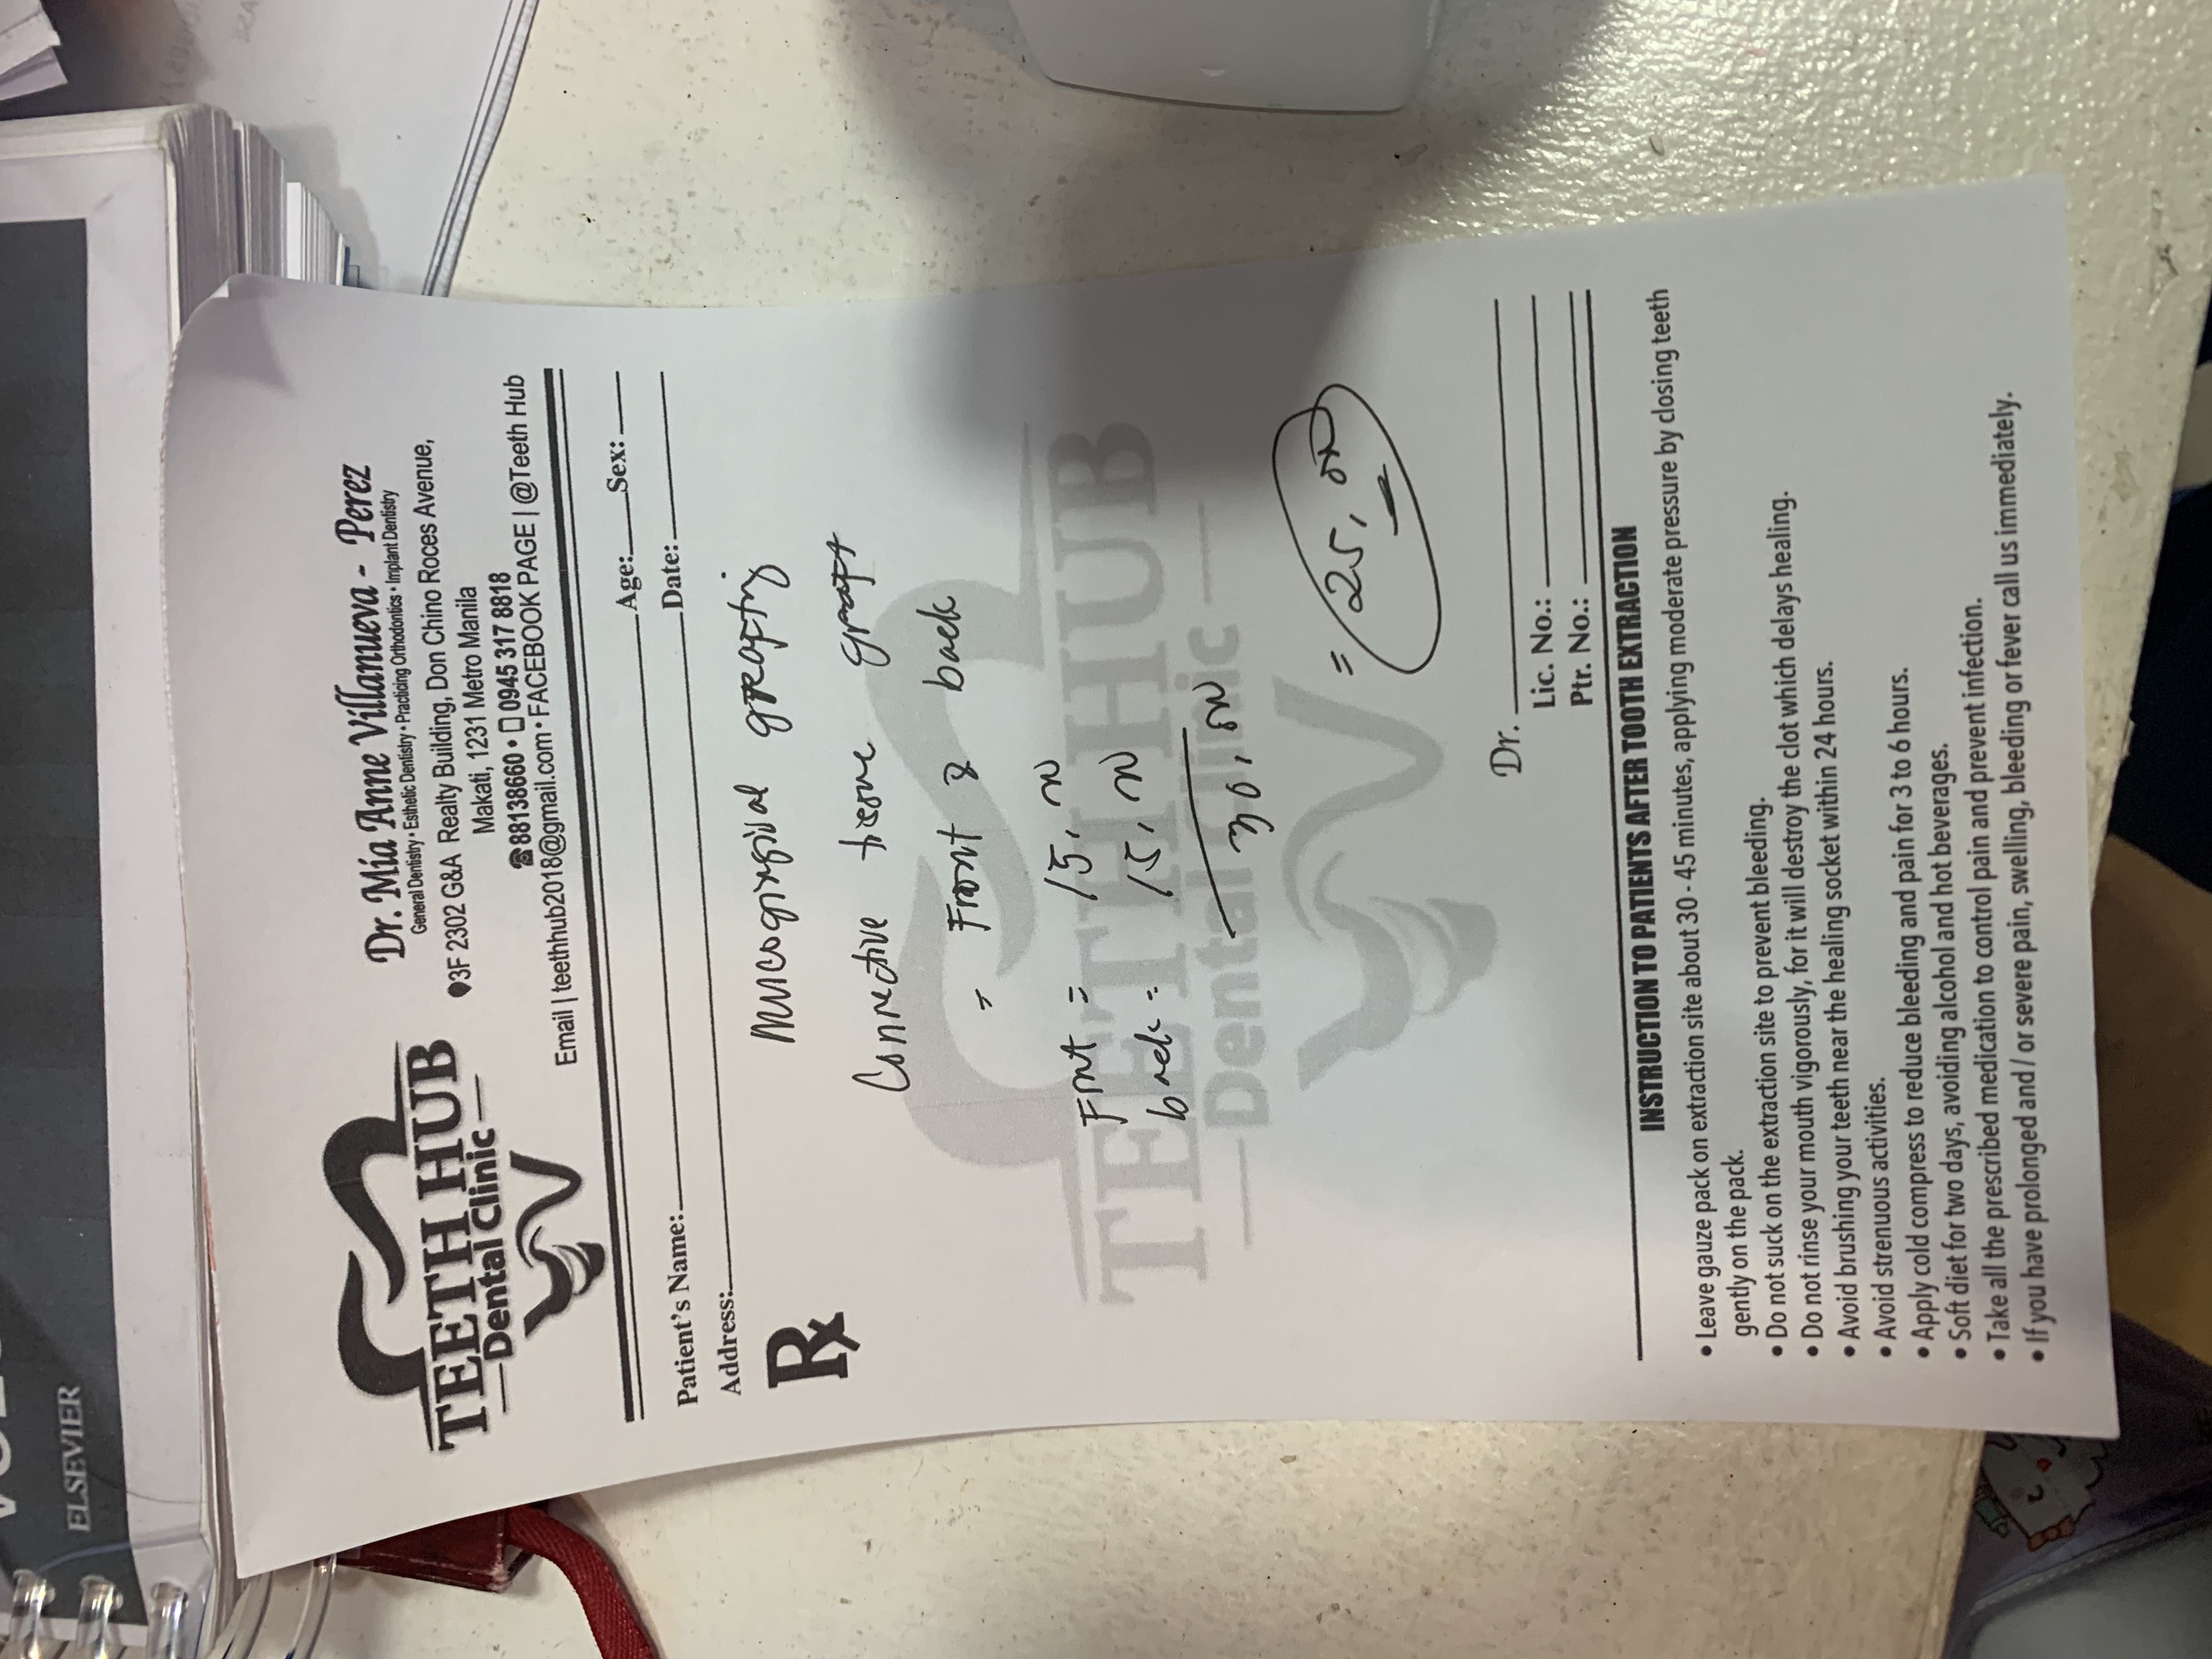 ELSEVIER
TEETH HUB
Dental Clinic
Dr. Mia Anne Villanueva - Perez
General Dentistry • Esthetic Dentistry • Practicing Orthodontics • Implant Dentistry
3F 2302 G&A Realty Building, Don Chino Roces Avenue,
Makati, 1231 Metro Manila
☎88138660 • 0945 317 8818
Email | teethhub2018@gmail.com • FACEBOOK PAGE | @Teeth Hub
Patient's Name: Age: Sex:
Address: Date:
Rx
Mucogingival grafting
Connective tissue graft
= Front & back
Front =  15,
back =  15,
30,
= 25,
TEETH HUB
Dental Clinic
Dr.
Lic. No.:
Ptr. No.:
INSTRUCTION TO PATIENTS AFTER TOOTH EXTRACTION
• Leave gauze pack on extraction site about 30 - 45 minutes, applying moderate pressure by closing teeth
gently on the pack.
• Do not suck on the extraction site to prevent bleeding.
• Do not rinse your mouth vigorously, for it will destroy the clot which delays healing.
• Avoid brushing your teeth near the healing socket within 24 hours.
• Avoid strenuous activities.
• Apply cold compress to reduce bleeding and pain for 3 to 6 hours.
• Soft diet for two days, avoiding alcohol and hot beverages.
• Take all the prescribed medication to control pain and prevent infection.
• If you have prolonged and / or severe pain, swelling, bleeding or fever call us immediately.